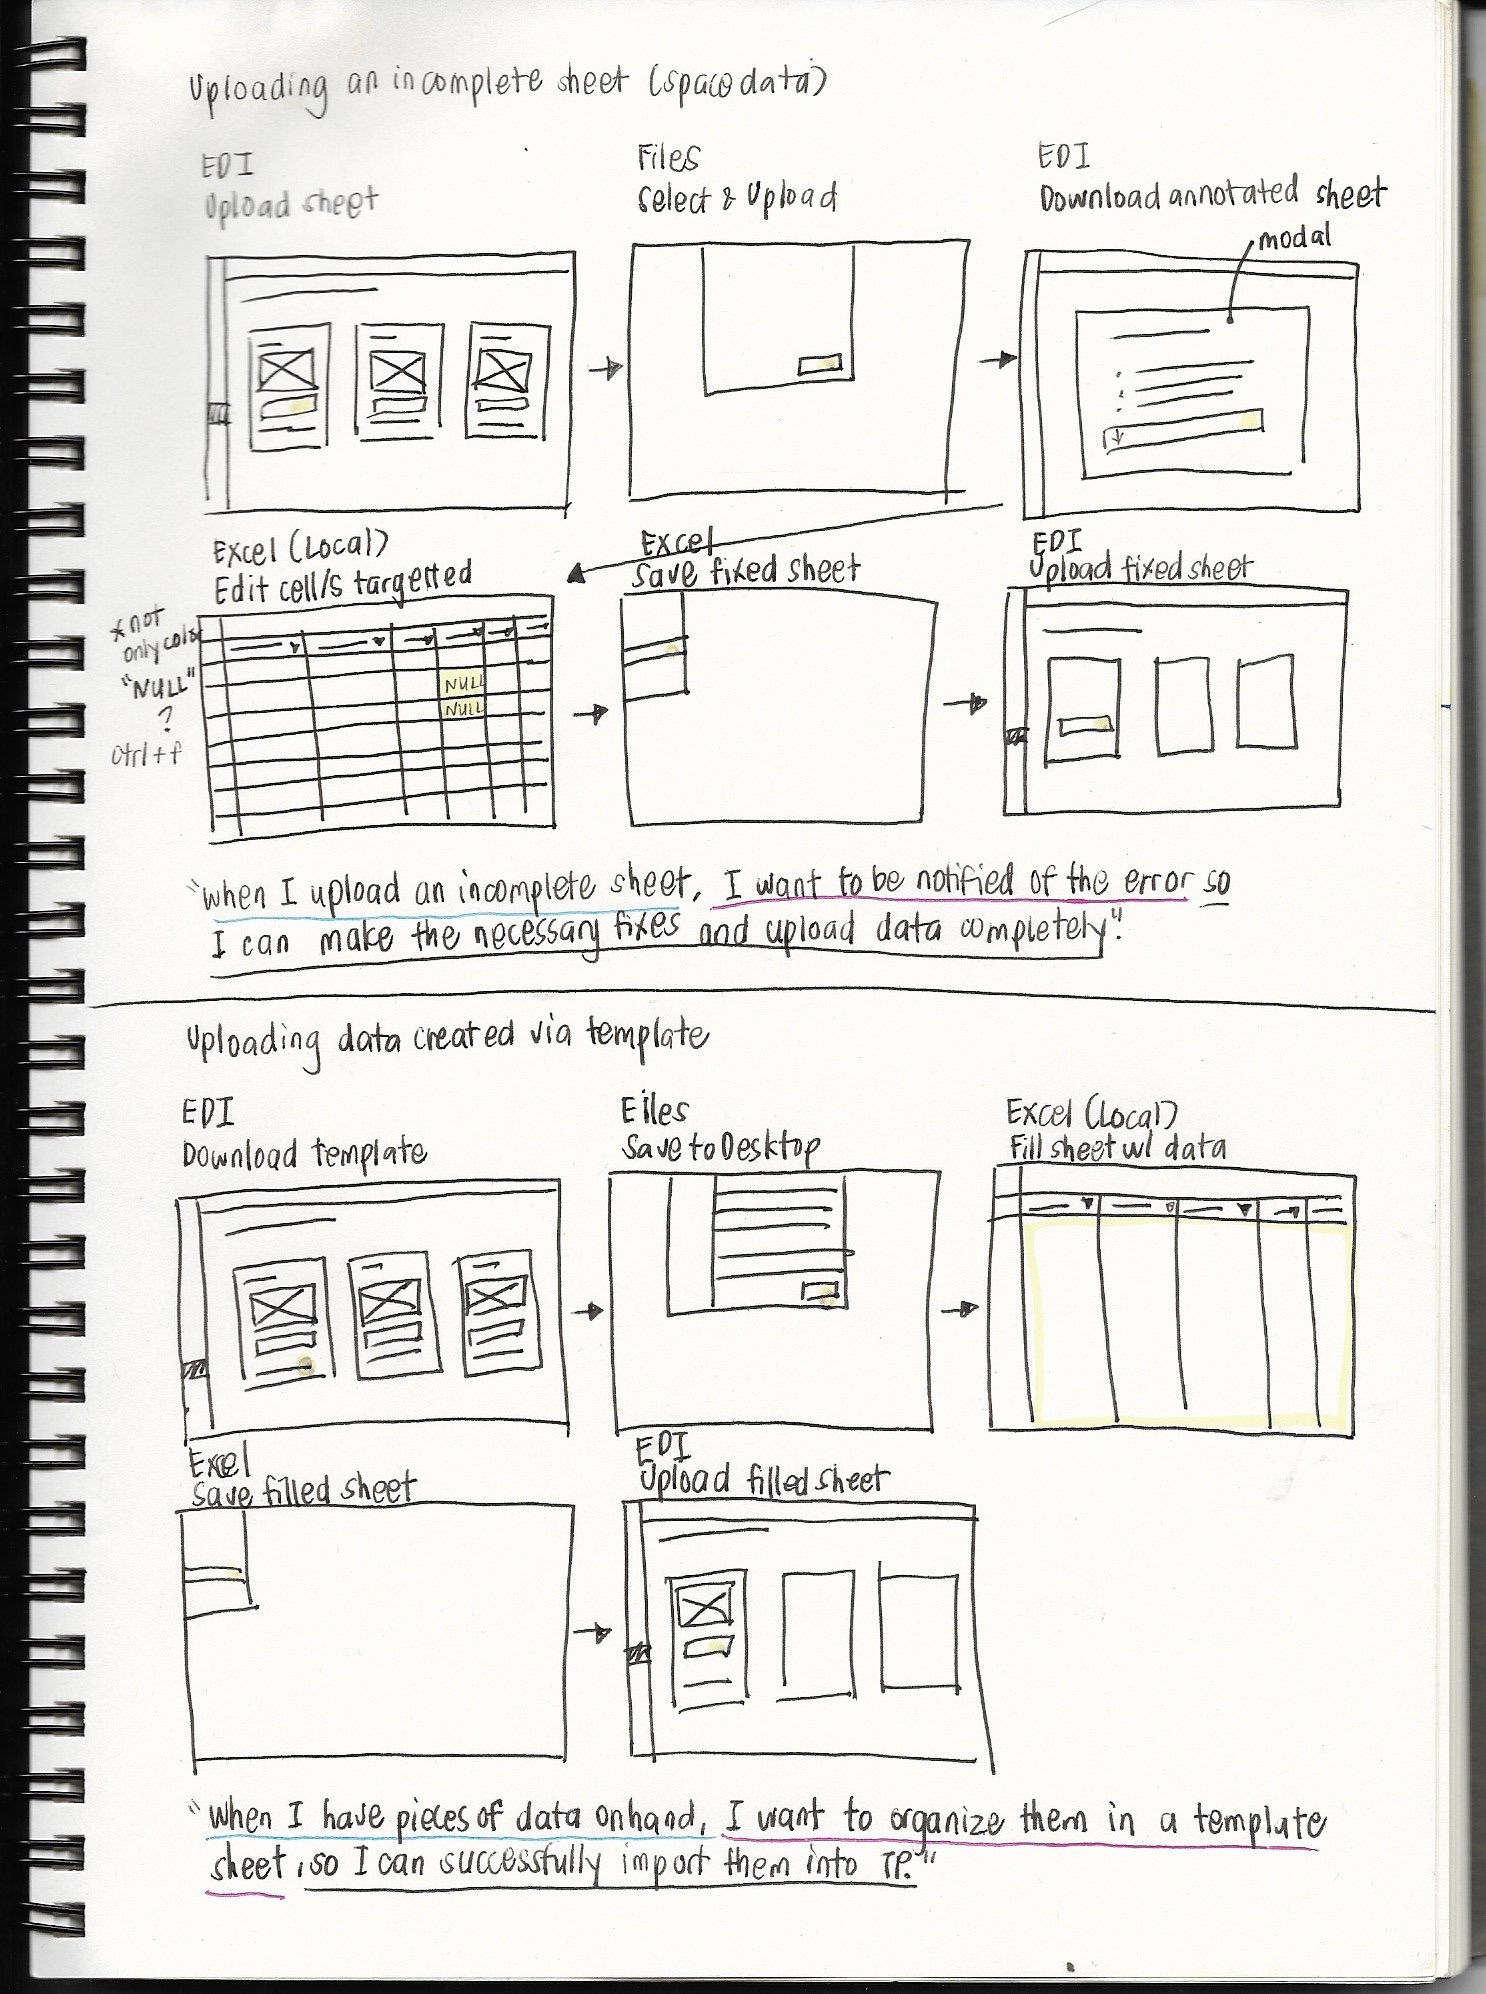 Uploading an incomplete sheet (space data)
EDI
Upload sheet
Files
Select & Upload
EDI
Download annotated sheet
modal
Excel (Local)
Edit cell/s targetted
Excel
Save fixed sheet
EDI
Upload fixed sheet
* not
only color
"NULL"
?
ctrl + f
NULL
NULL
"When I upload an incomplete sheet, I want to be notified of the error so
I can make the necessary fixes and upload data completely."
Uploading data created via template
EDI
Download template
Eiles
Save to Desktop
Excel (Local)
Fill sheet w/ data
Excel
Save filled sheet
EDI
Upload filled sheet
"When I have pieces of data onhand, I want to organize them in a template
sheet, so I can successfully import them into TP."